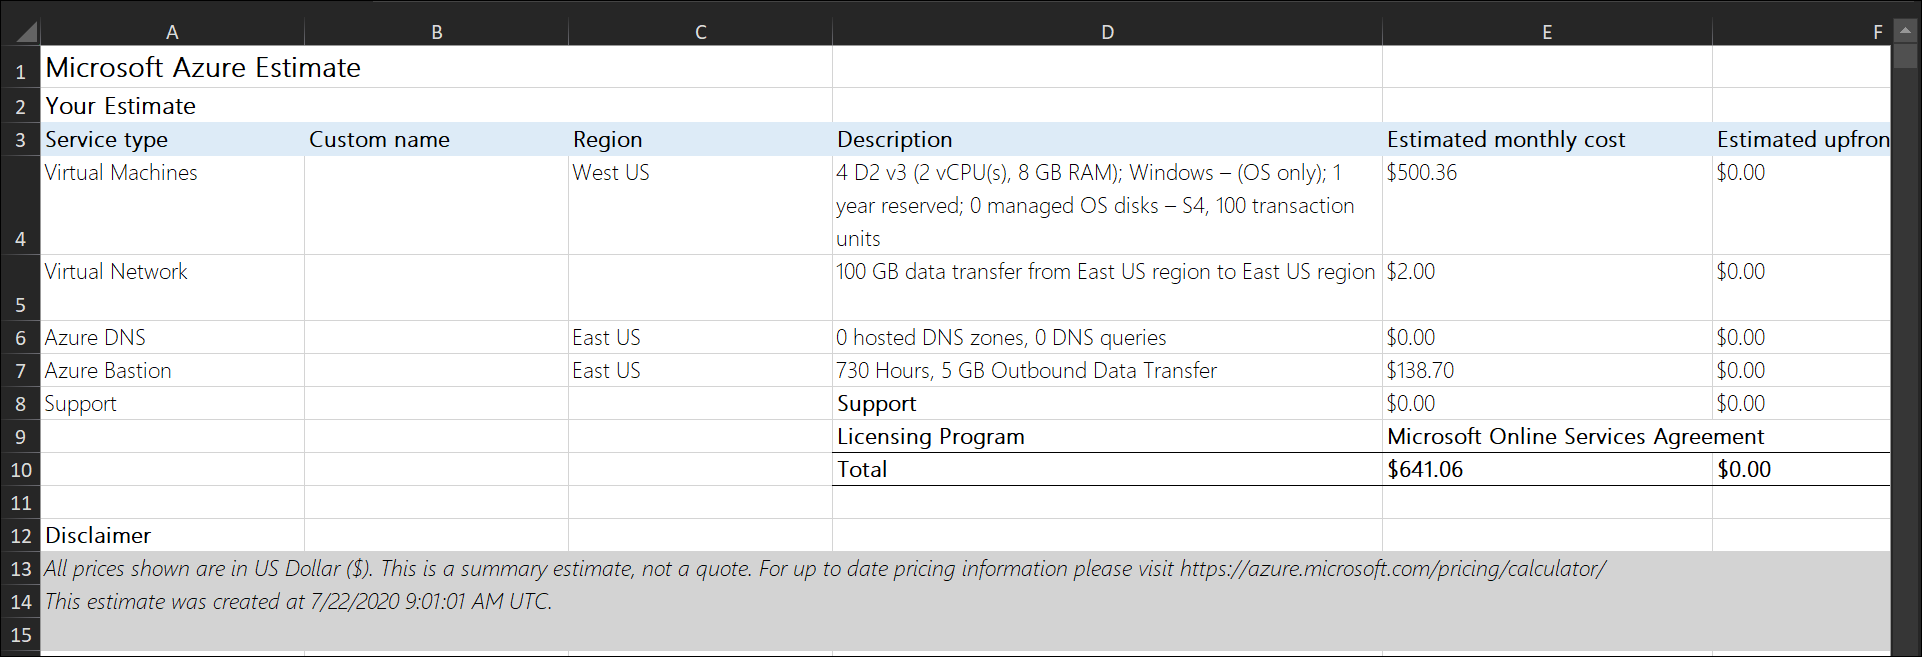 A B C D E F
1 Microsoft Azure Estimate
2 Your Estimate
3 Service type Custom name Region Description Estimated monthly cost Estimated upfron
Virtual Machines West US 4 D2 v3 (2 vCPU(s), 8 GB RAM); Windows – (OS only); 1 $500.36 $0.00
year reserved; 0 managed OS disks – S4, 100 transaction
4 units
Virtual Network 100 GB data transfer from East US region to East US region $2.00 $0.00
5
6 Azure DNS East US 0 hosted DNS zones, 0 DNS queries $0.00 $0.00
7 Azure Bastion East US 730 Hours, 5 GB Outbound Data Transfer $138.70 $0.00
8 Support Support $0.00 $0.00
9 Licensing Program Microsoft Online Services Agreement
10 Total $641.06 $0.00
11
12 Disclaimer
13 All prices shown are in US Dollar ($). This is a summary estimate, not a quote. For up to date pricing information please visit https://azure.microsoft.com/pricing/calculator/
14 This estimate was created at 7/22/2020 9:01:01 AM UTC.
15